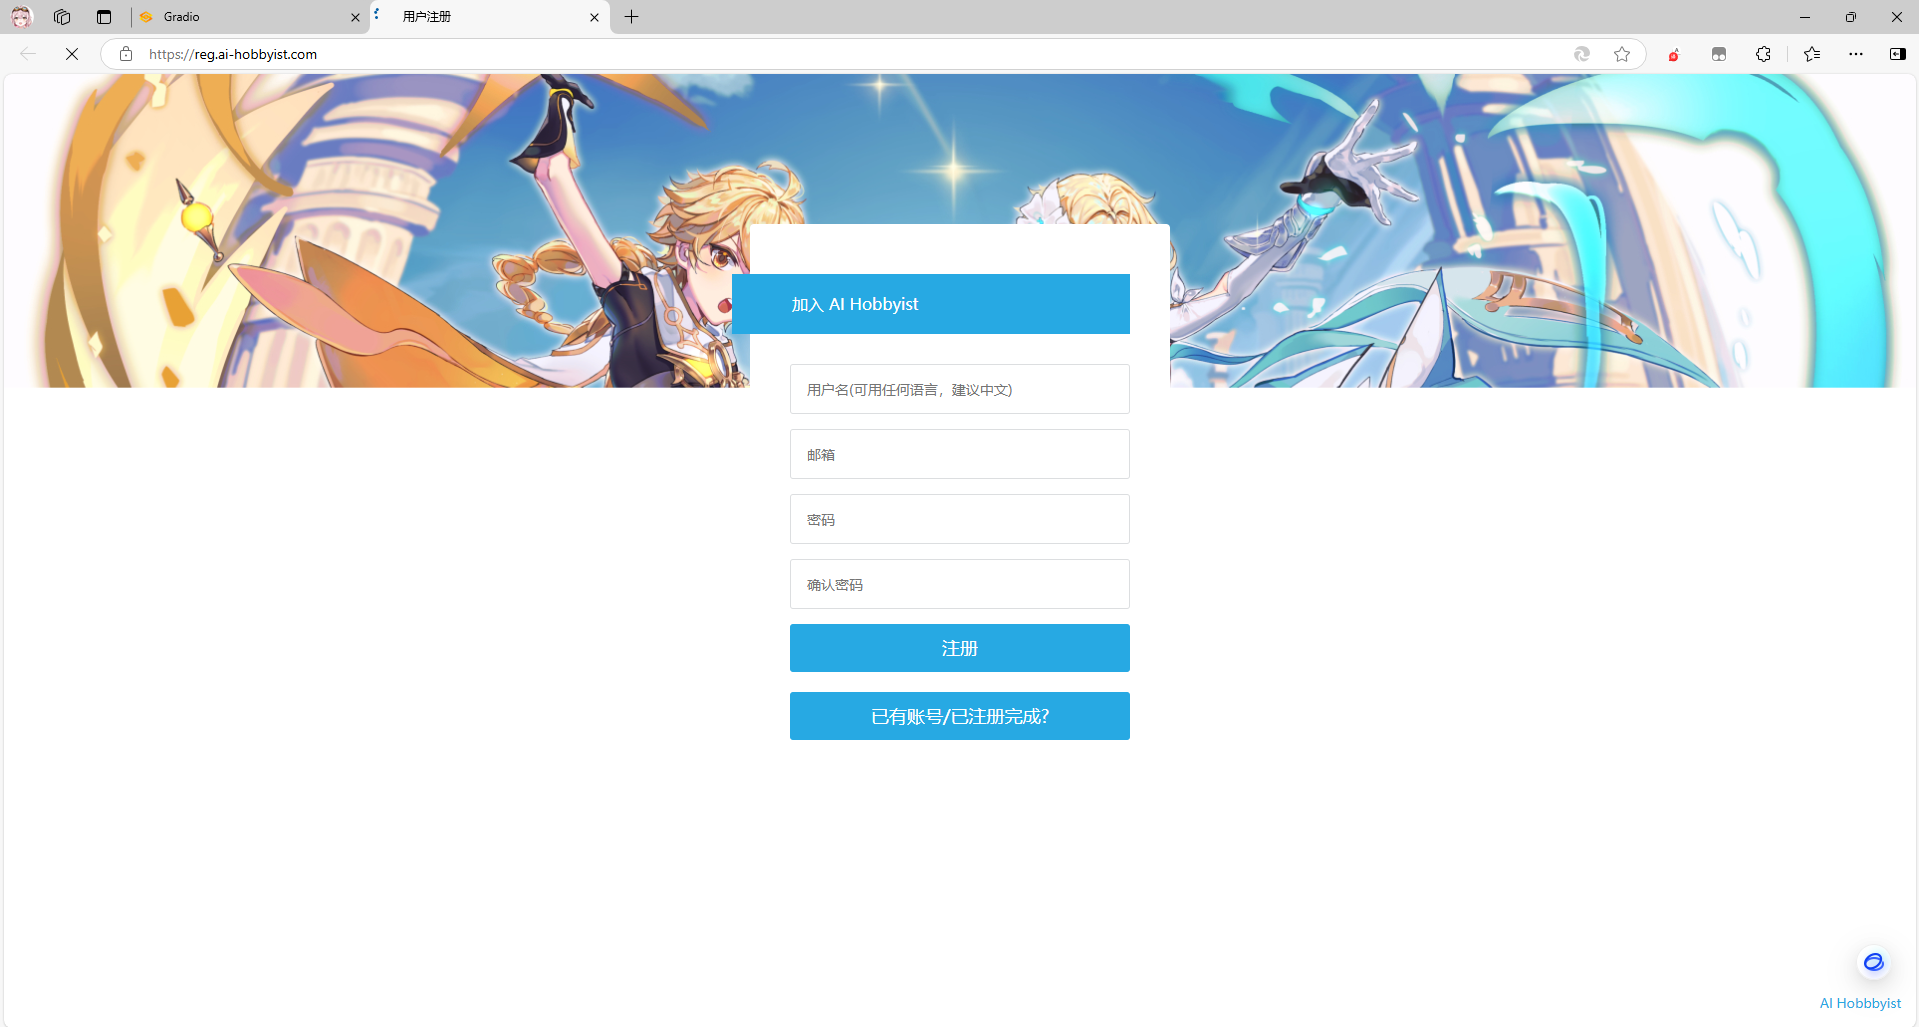 Gradio
用户注册
https://reg.ai-hobbyist.com
加入 AI Hobbyist
用户名(可用任何语言，建议中文)
邮箱
密码
确认密码
注册
已有账号/已注册完成?
AI Hobbbyist